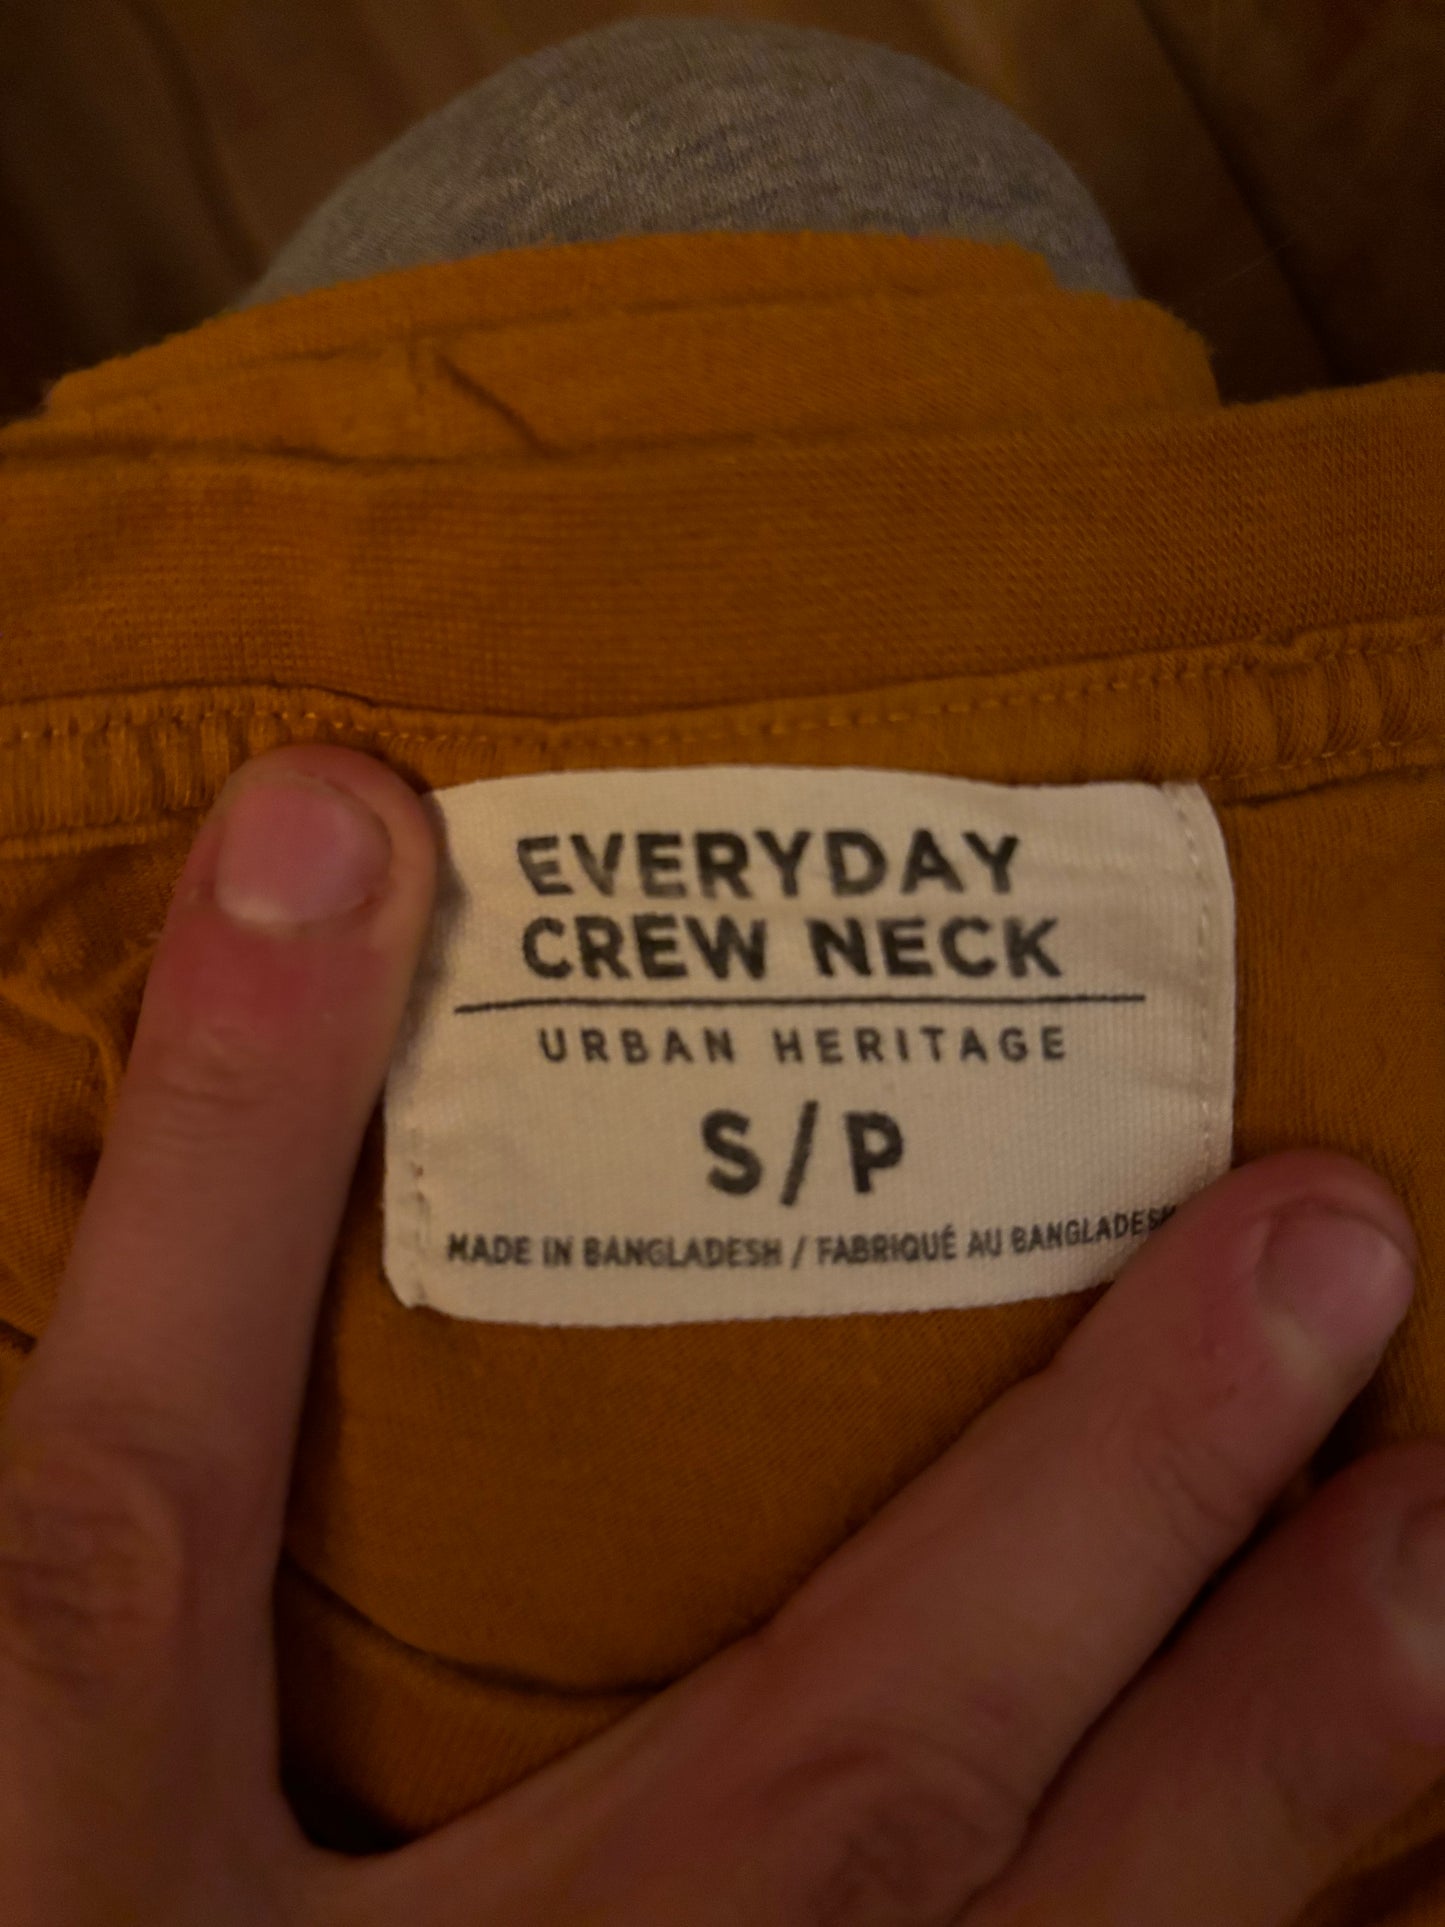 EVERYDAY
CREW NECK
URBAN HERITAGE
S/P
MADE IN BANGLADESH / FABRIQUÉ AU BANGLADESH